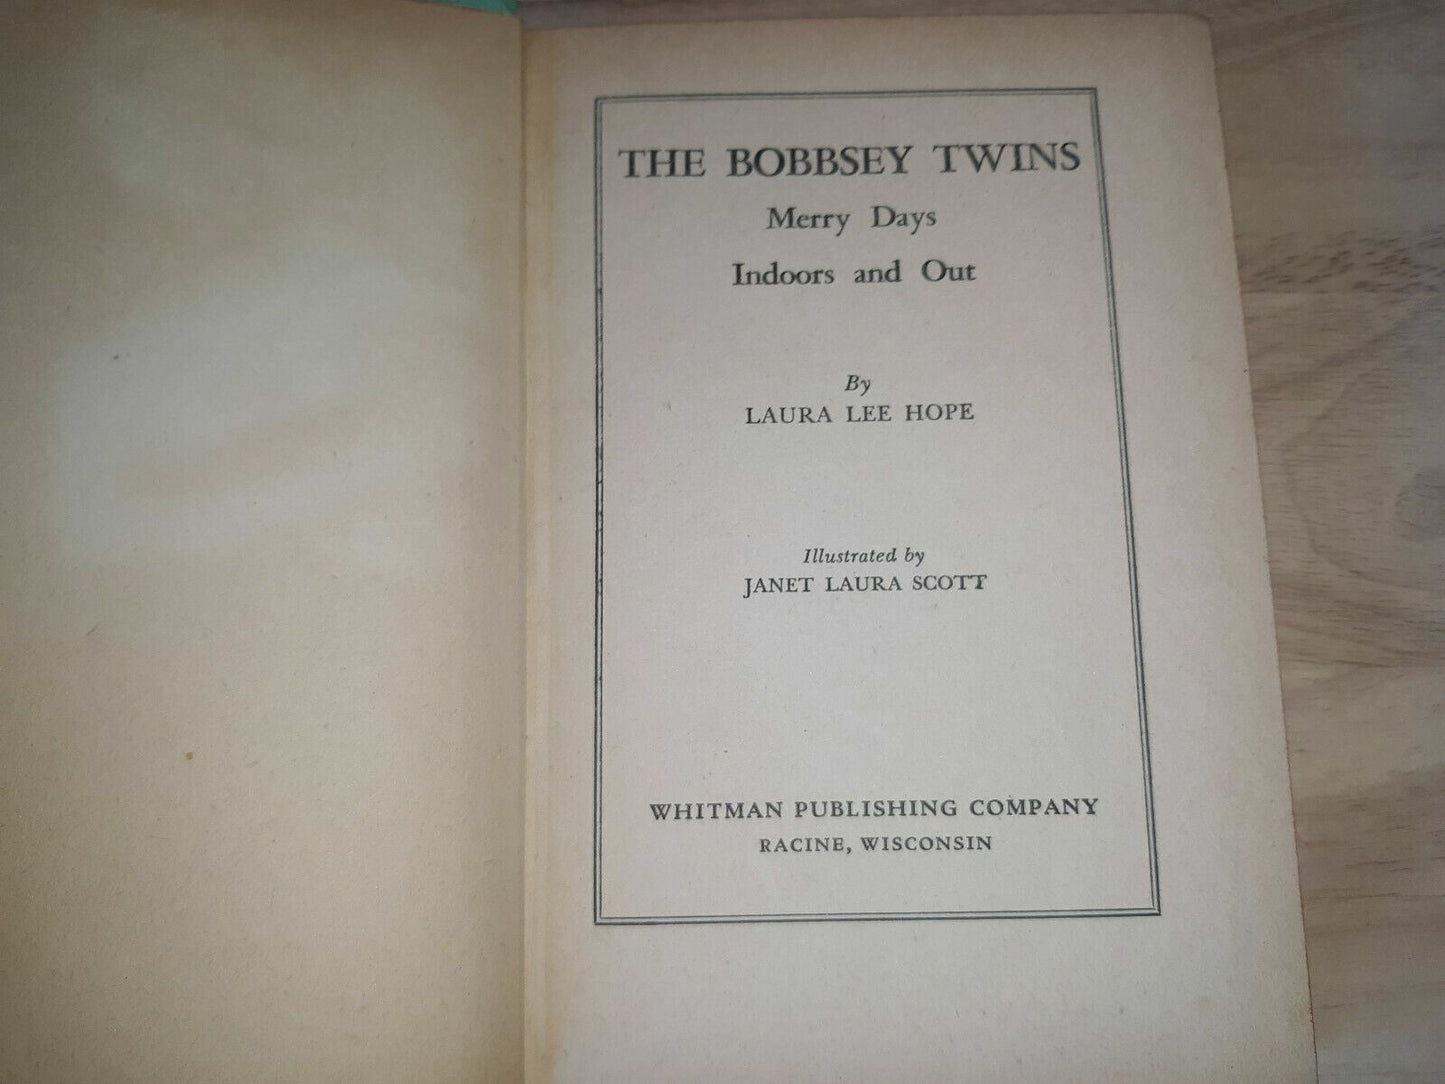 THE BOBBSEY TWINS
Merry Days
Indoors and Out
By
LAURA LEE HOPE
Illustrated by
JANET LAURA SCOTT
WHITMAN PUBLISHING COMPANY
RACINE, WISCONSIN